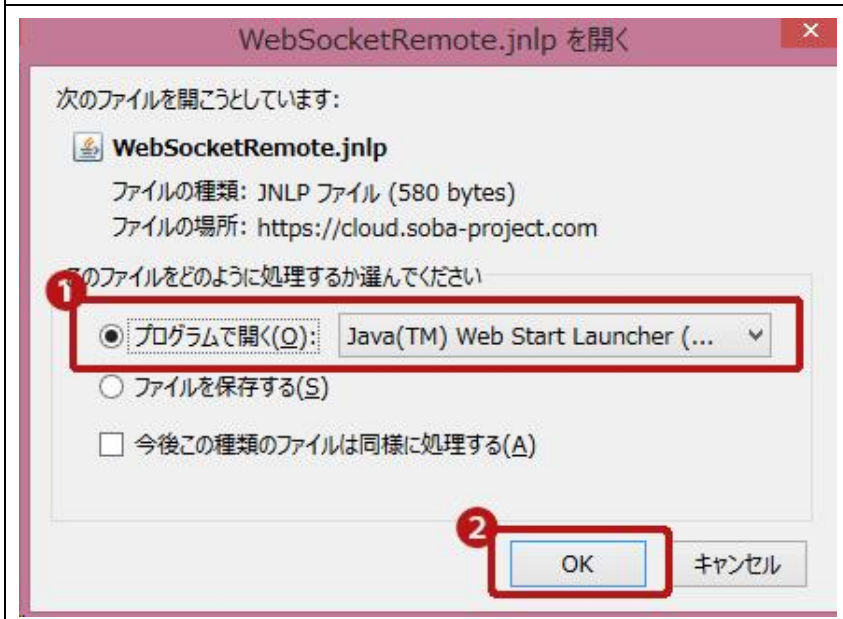 WebSocketRemote.jnlp を開く
×
次のファイルを開こうとしています:
WebSocketRemote.jnlp
ファイルの種類: JNLP ファイル (580 bytes)
ファイルの場所: https://cloud.soba-project.com
このファイルをどのように処理するか選んでください
1
プログラムで開く(O): Java(TM) Web Start Launcher (...
ファイルを保存する(S)
今後この種類のファイルは同様に処理する(A)
2
OK キャンセル